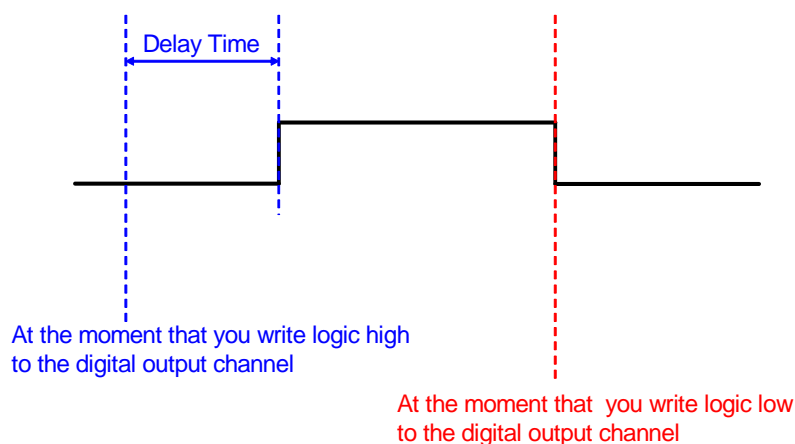 Delay Time
At the moment that you write logic high
to the digital output channel
At the moment that  you write logic low
to the digital output channel